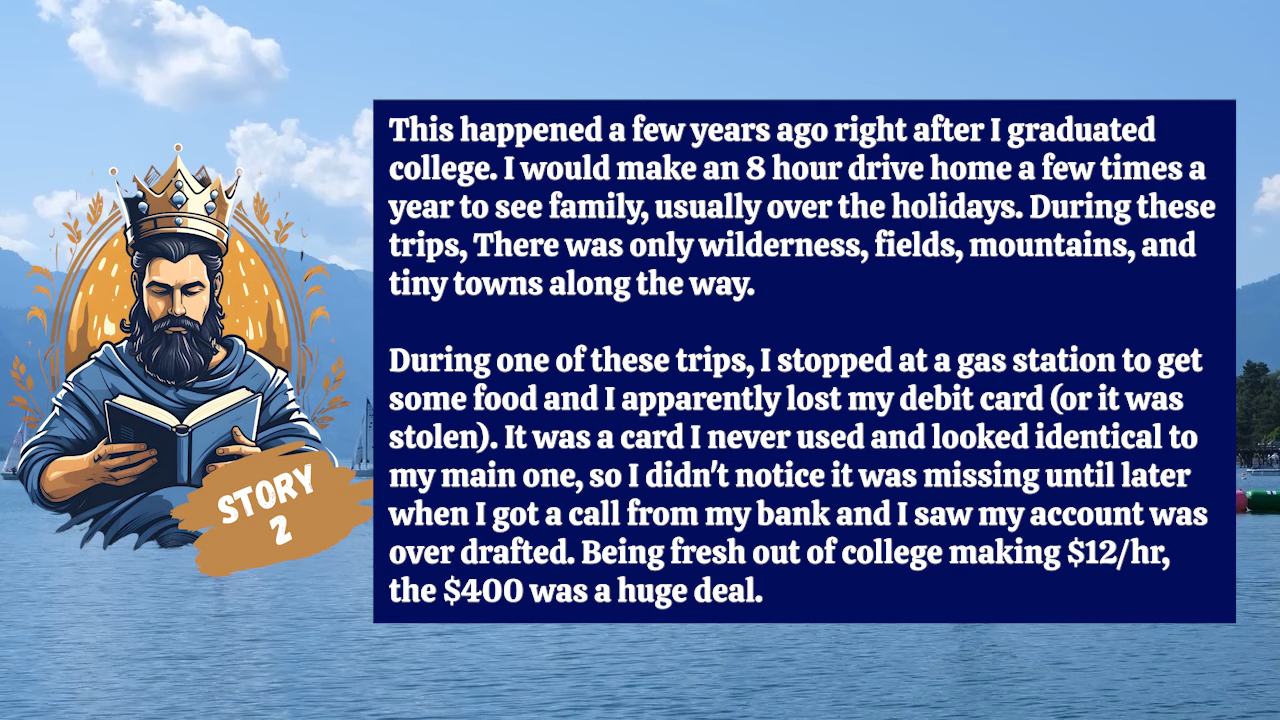 This happened a few years ago right after I graduated
college. I would make an 8 hour drive home a few times a
year to see family, usually over the holidays. During these
trips, There was only wilderness, fields, mountains, and
tiny towns along the way.
During one of these trips, I stopped at a gas station to get
some food and I apparently lost my debit card (or it was
stolen). It was a card I never used and looked identical to
my main one, so I didn't notice it was missing until later
when I got a call from my bank and I saw my account was
over drafted. Being fresh out of college making $12/hr,
the $400 was a huge deal.
STORY
2